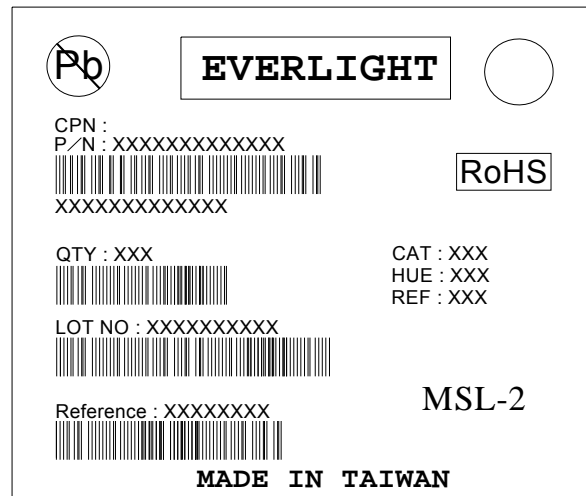 Pb
EVERLIGHT
CPN :
P/N : XXXXXXXXXXXXX
RoHS
XXXXXXXXXXXXX
QTY : XXX
CAT : XXX
HUE : XXX
REF : XXX
LOT NO : XXXXXXXXXX
MSL-2
Reference : XXXXXXXX
MADE IN TAIWAN